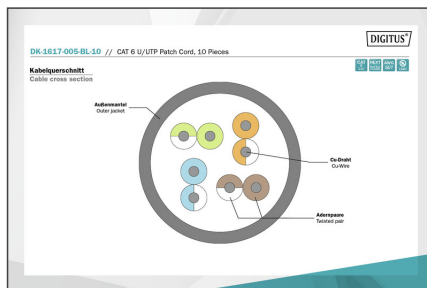 DIGITUS®
DK-1617-005-BL-10 // CAT 6 U/UTP Patch Cord, 10 Pieces
Kabelquerschnitt
Cable cross section
Außenmantel
Outer jacket
Cu-Draht
Cu-Wire
Adernpaare
Twisted pair